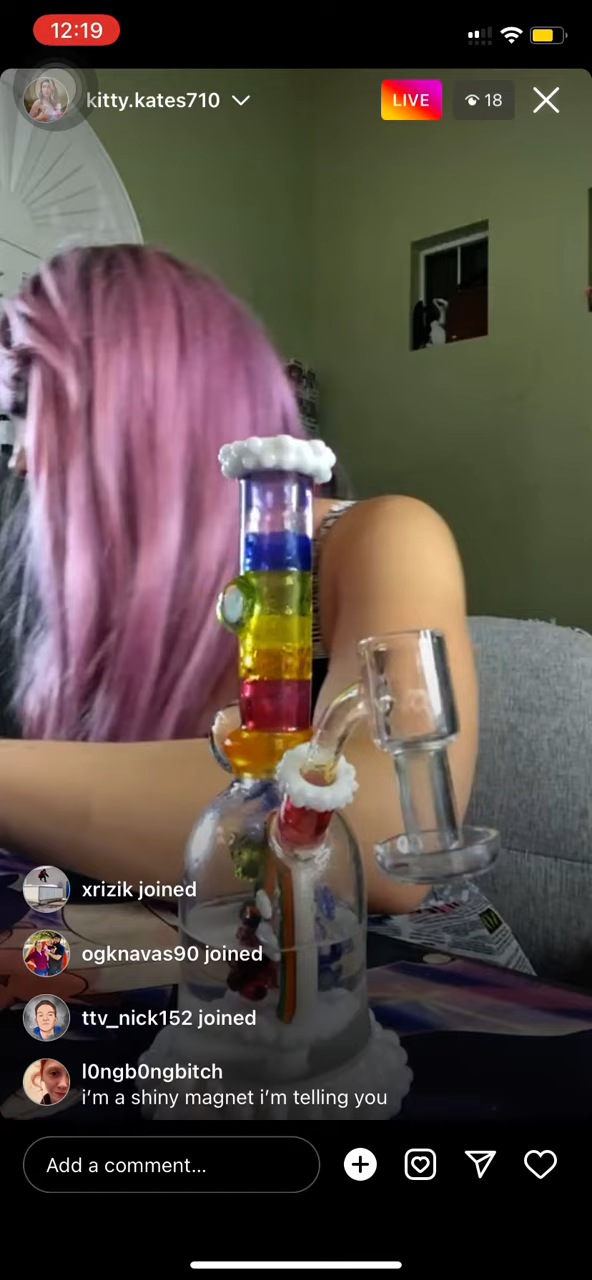 12:19
kitty.kates710
LIVE
18
xrizik joined
ogknavas90 joined
ttv_nick152 joined
l0ngb0ngbitch
i'm a shiny magnet i'm telling you
Add a comment...